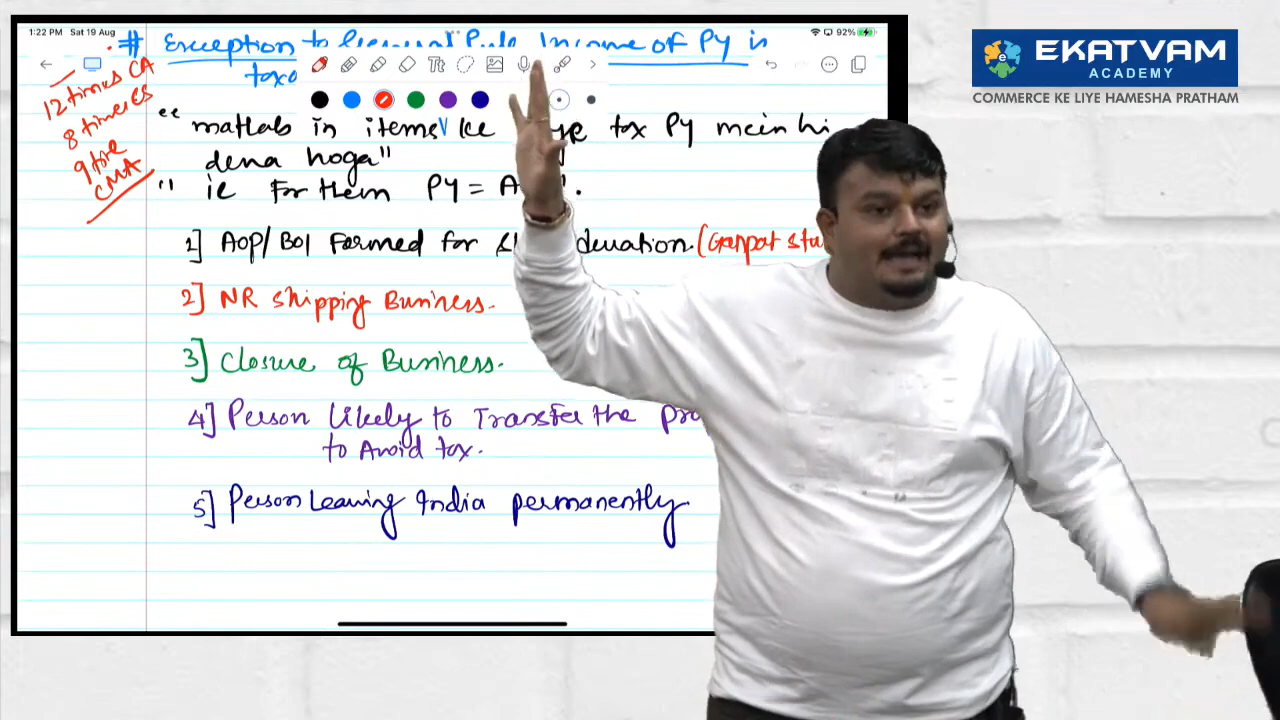 1:22 PM Sat 19 Aug
92%
# Exception to General Rule Income of PY is
12 times CA
8 times CS
9 time
CMA
"matlab in items ke tax PY mein hi
dena hoga"
" ie For them PY = A
1] AOP/BOI Formed for (Ganpat
2] NR Shipping Business.
3] Closure of Business.
4] Person Likely to Transfer the
to Avoid tax.
5] Person Leaving India permanently
EKATVAM
ACADEMY
COMMERCE KE LIYE HAMESHA PRATHAM